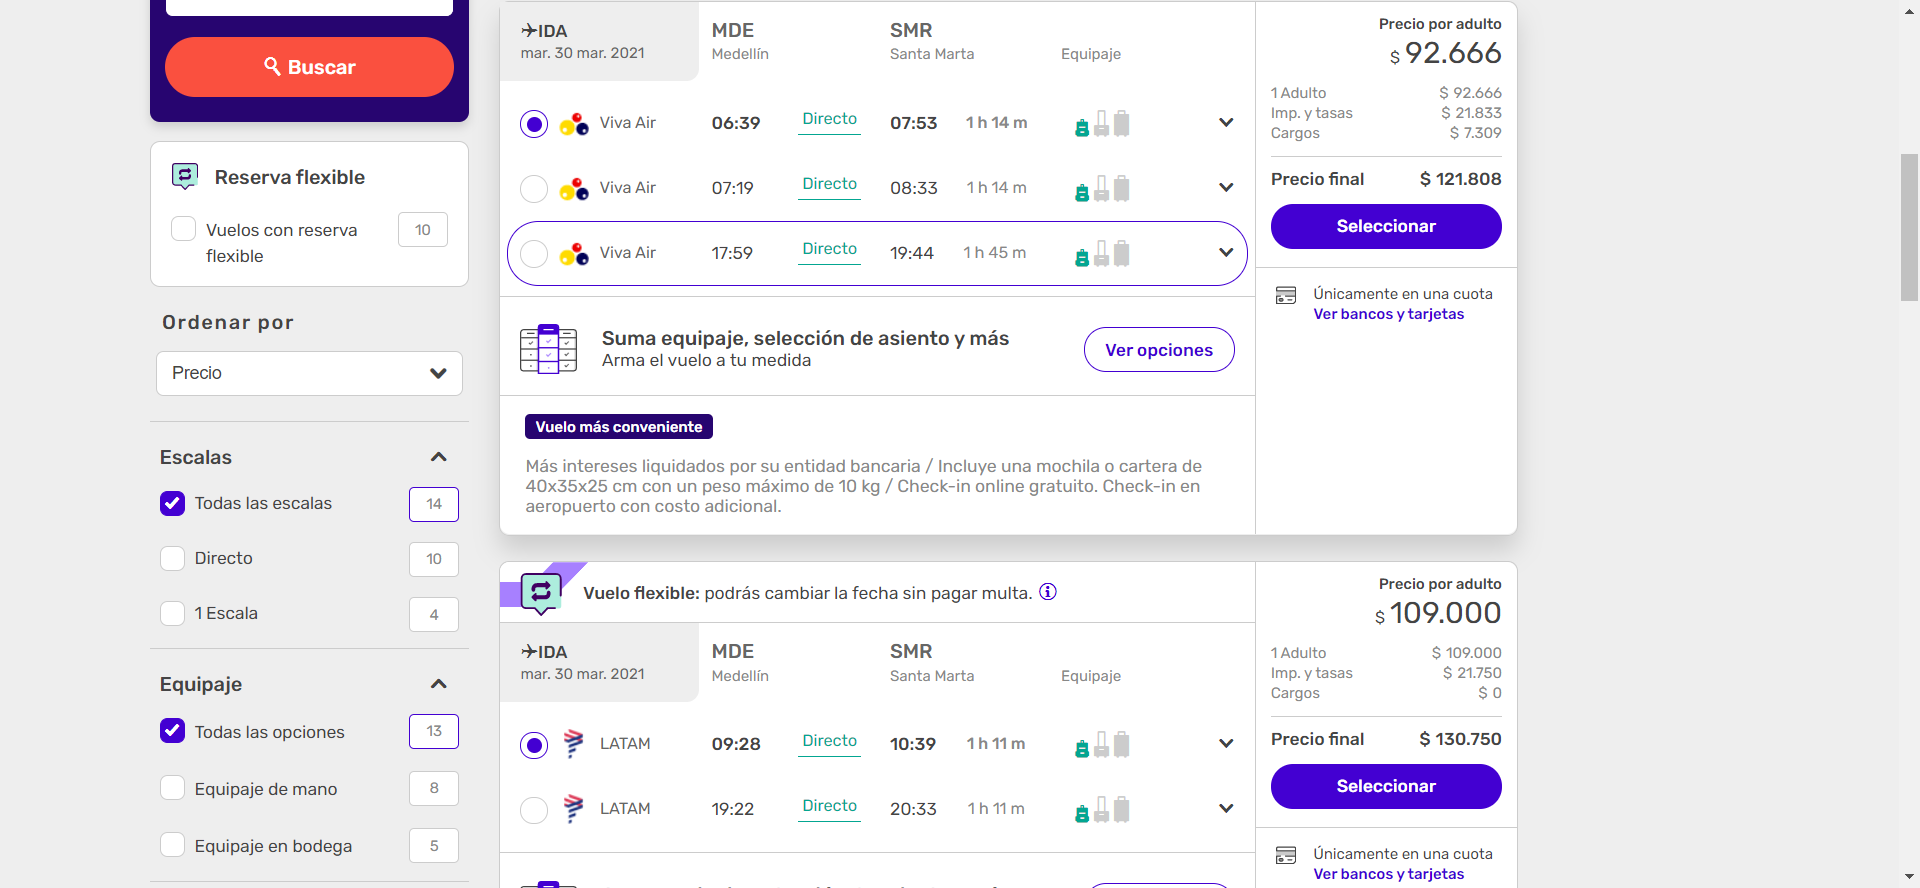 Buscar
Reserva flexible
Vuelos con reserva flexible 10
Ordenar por
Precio
Escalas
Todas las escalas 14
Directo 10
1 Escala 4
Equipaje
Todas las opciones 13
Equipaje de mano 8
Equipaje en bodega 5
IDA MDE SMR
mar. 30 mar. 2021 Medellín Santa Marta Equipaje
Viva Air 06:39 Directo 07:53 1 h 14 m
Viva Air 07:19 Directo 08:33 1 h 14 m
Viva Air 17:59 Directo 19:44 1 h 45 m
Suma equipaje, selección de asiento y más
Arma el vuelo a tu medida
Ver opciones
Vuelo más conveniente
Más intereses liquidados por su entidad bancaria / Incluye una mochila o cartera de
40x35x25 cm con un peso máximo de 10 kg / Check-in online gratuito. Check-in en
aeropuerto con costo adicional.
Precio por adulto
$ 92.666
1 Adulto $ 92.666
Imp. y tasas $ 21.833
Cargos $ 7.309
Precio final $ 121.808
Seleccionar
Únicamente en una cuota
Ver bancos y tarjetas
Vuelo flexible: podrás cambiar la fecha sin pagar multa.
IDA MDE SMR
mar. 30 mar. 2021 Medellín Santa Marta Equipaje
LATAM 09:28 Directo 10:39 1 h 11 m
LATAM 19:22 Directo 20:33 1 h 11 m
Precio por adulto
$ 109.000
1 Adulto $ 109.000
Imp. y tasas $ 21.750
Cargos $ 0
Precio final $ 130.750
Seleccionar
Únicamente en una cuota
Ver bancos y tarjetas